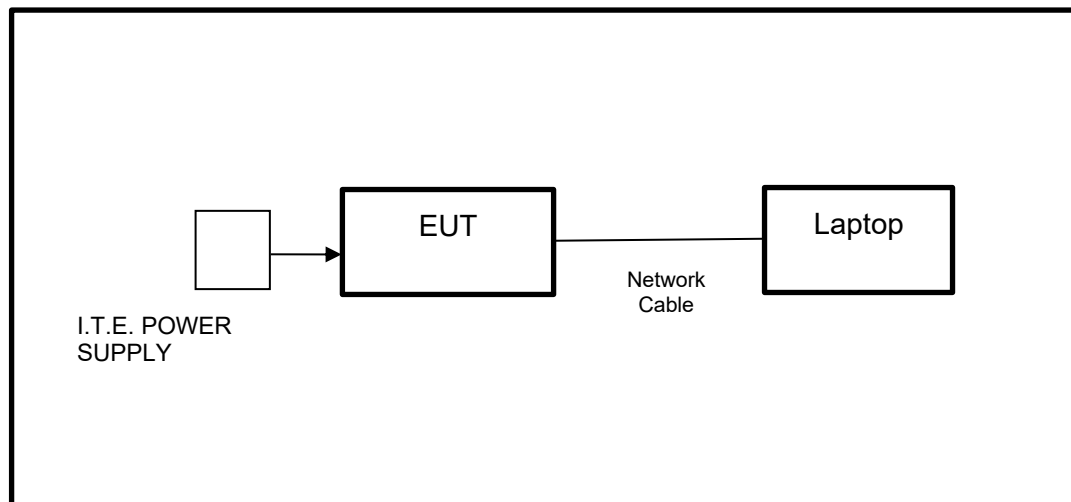 EUT
Laptop
Network
Cable
I.T.E. POWER
SUPPLY